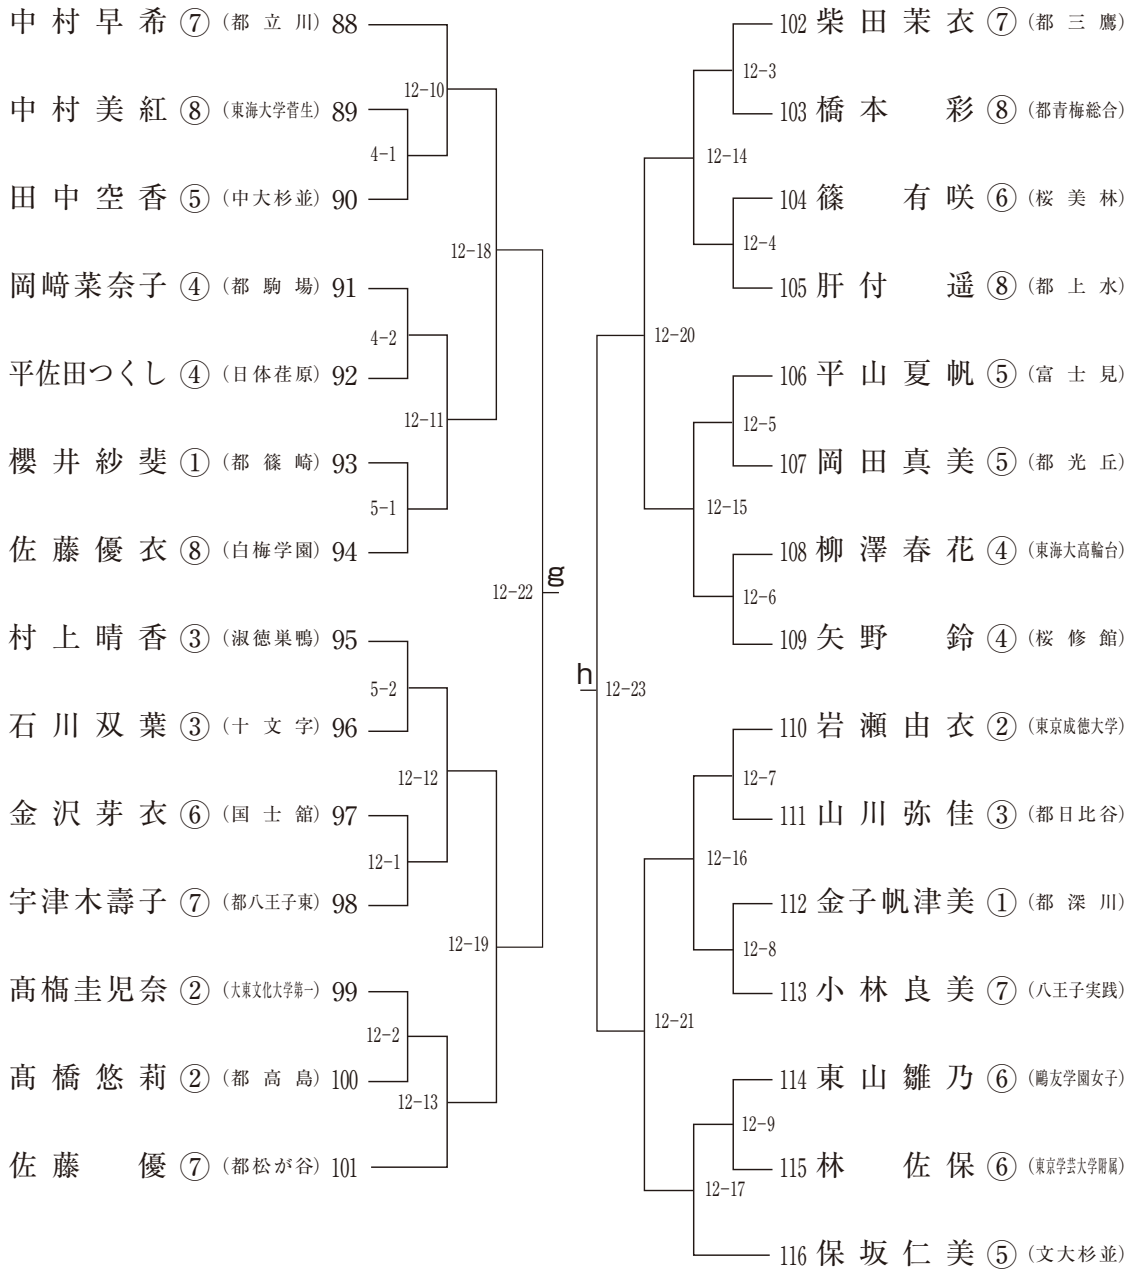 中村早希 ⑦ (都立川) 88
中村美紅 ⑧ (東海大学菅生) 89
田中空香 ⑤ (中大杉並) 90
岡﨑菜奈子 ④ (都駒場) 91
平佐田つくし ④ (日体荏原) 92
櫻井紗斐 ① (都篠崎) 93
佐藤優衣 ⑧ (白梅学園) 94
村上晴香 ③ (淑徳巣鴨) 95
石川双葉 ③ (十文字) 96
金沢芽衣 ⑥ (国士舘) 97
宇津木壽子 ⑦ (都八王子東) 98
髙橋圭児奈 ② (大東文化大学第一) 99
髙橋悠莉 ② (都高島) 100
佐藤優 ⑦ (都松が谷) 101
12-10
4-1
12-18
4-2
12-11
5-1
12-22
g
5-2
12-12
12-1
12-19
12-2
12-13
102 柴田茉衣 ⑦ (都三鷹)
103 橋本彩 ⑧ (都青梅総合)
104 篠有咲 ⑥ (桜美林)
105 肝付遥 ⑧ (都上水)
106 平山夏帆 ⑤ (富士見)
107 岡田真美 ⑤ (都光丘)
108 柳澤春花 ④ (東海大高輪台)
109 矢野鈴 ④ (桜修館)
110 岩瀬由衣 ② (東京成徳大学)
111 山川弥佳 ③ (都日比谷)
112 金子帆津美 ① (都深川)
113 小林良美 ⑦ (八王子実践)
114 東山雛乃 ⑥ (鷗友学園女子)
115 林佐保 ⑥ (東京学芸大学附属)
116 保坂仁美 ⑤ (文大杉並)
12-3
12-14
12-4
12-20
12-5
12-15
12-6
h
12-23
12-7
12-16
12-8
12-21
12-9
12-17